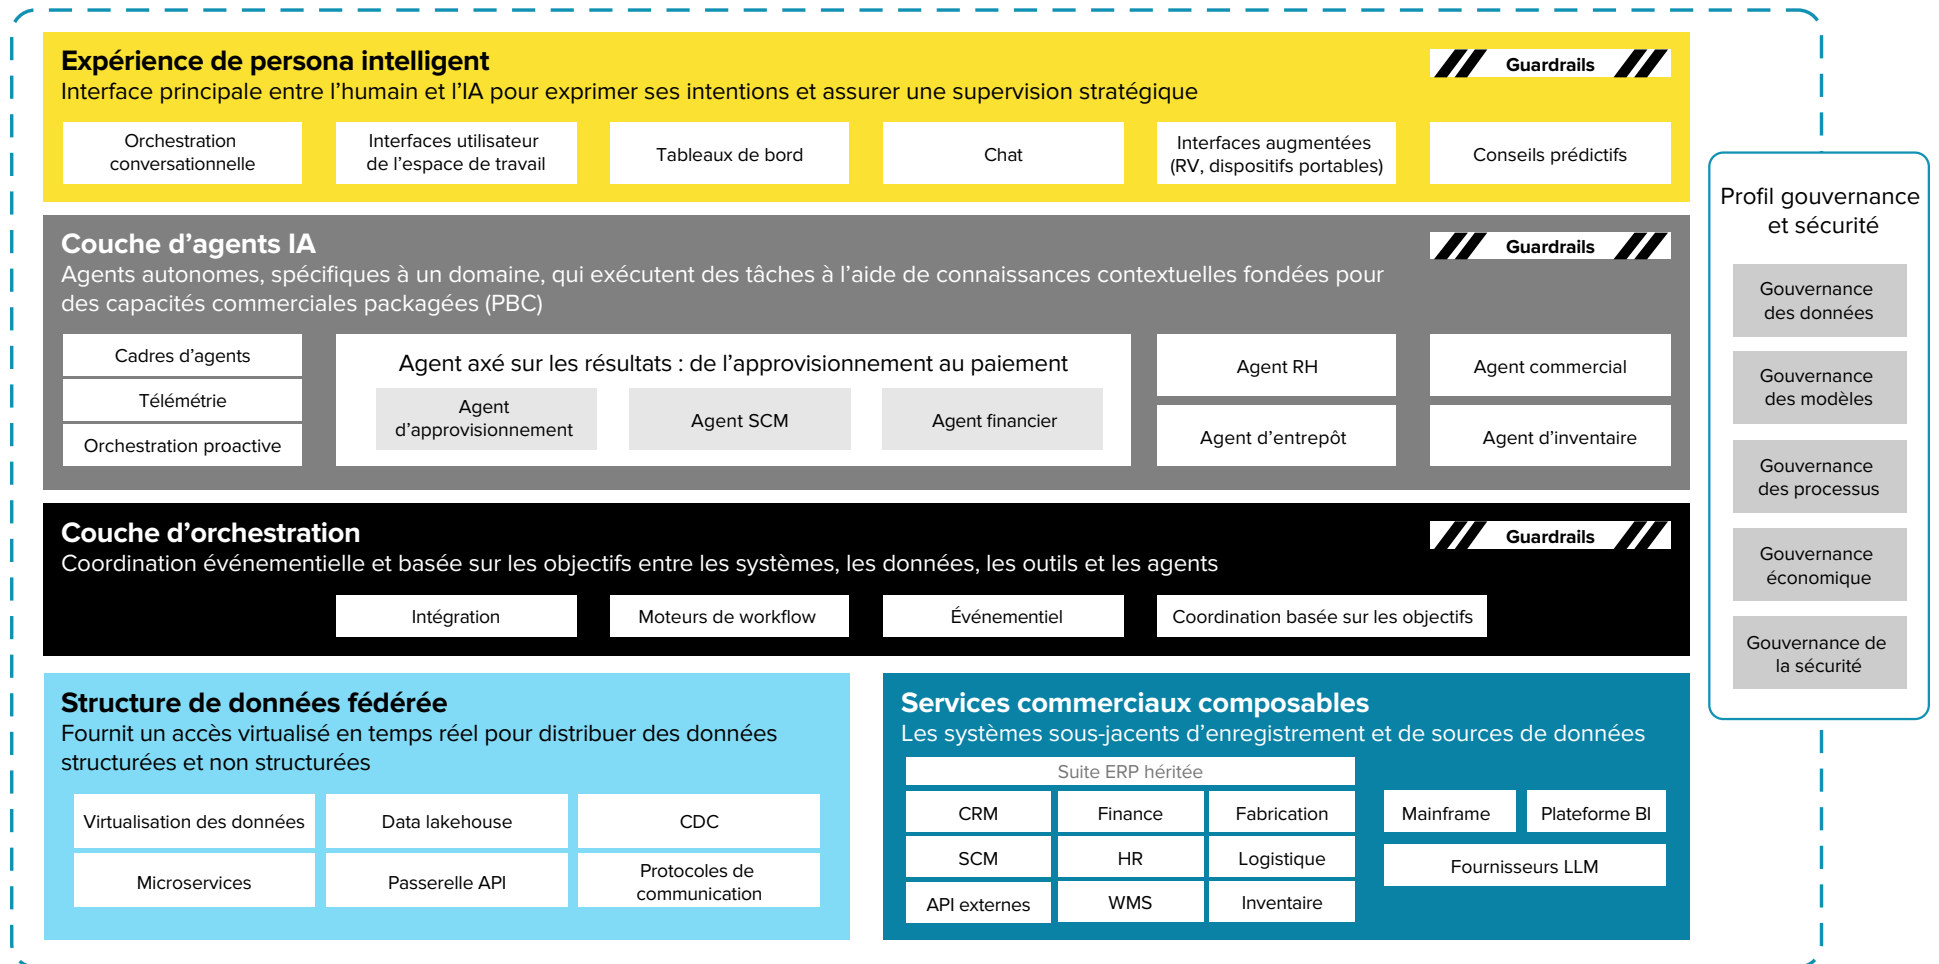 Expérience de persona intelligent
Guardrails
Interface principale entre l’humain et l’IA pour exprimer ses intentions et assurer une supervision stratégique
Orchestration
conversationnelle
Interfaces utilisateur
de l’espace de travail
Tableaux de bord
Chat
Interfaces augmentées
(RV, dispositifs portables)
Conseils prédictifs
Couche d’agents IA
Guardrails
Agents autonomes, spécifiques à un domaine, qui exécutent des tâches à l’aide de connaissances contextuelles fondées pour
des capacités commerciales packagées (PBC)
Cadres d’agents
Télémétrie
Orchestration proactive
Agent axé sur les résultats : de l’approvisionnement au paiement
Agent
d’approvisionnement
Agent SCM
Agent financier
Agent RH
Agent commercial
Agent d’entrepôt
Agent d’inventaire
Couche d’orchestration
Guardrails
Coordination événementielle et basée sur les objectifs entre les systèmes, les données, les outils et les agents
Intégration
Moteurs de workflow
Événementiel
Coordination basée sur les objectifs
Structure de données fédérée
Fournit un accès virtualisé en temps réel pour distribuer des données
structurées et non structurées
Virtualisation des données
Data lakehouse
CDC
Microservices
Passerelle API
Protocoles de
communication
Services commerciaux composables
Les systèmes sous-jacents d’enregistrement et de sources de données
Suite ERP héritée
CRM
Finance
Fabrication
SCM
HR
Logistique
API externes
WMS
Inventaire
Mainframe
Plateforme BI
Fournisseurs LLM
Profil gouvernance
et sécurité
Gouvernance
des données
Gouvernance
des modèles
Gouvernance
des processus
Gouvernance
économique
Gouvernance de
la sécurité